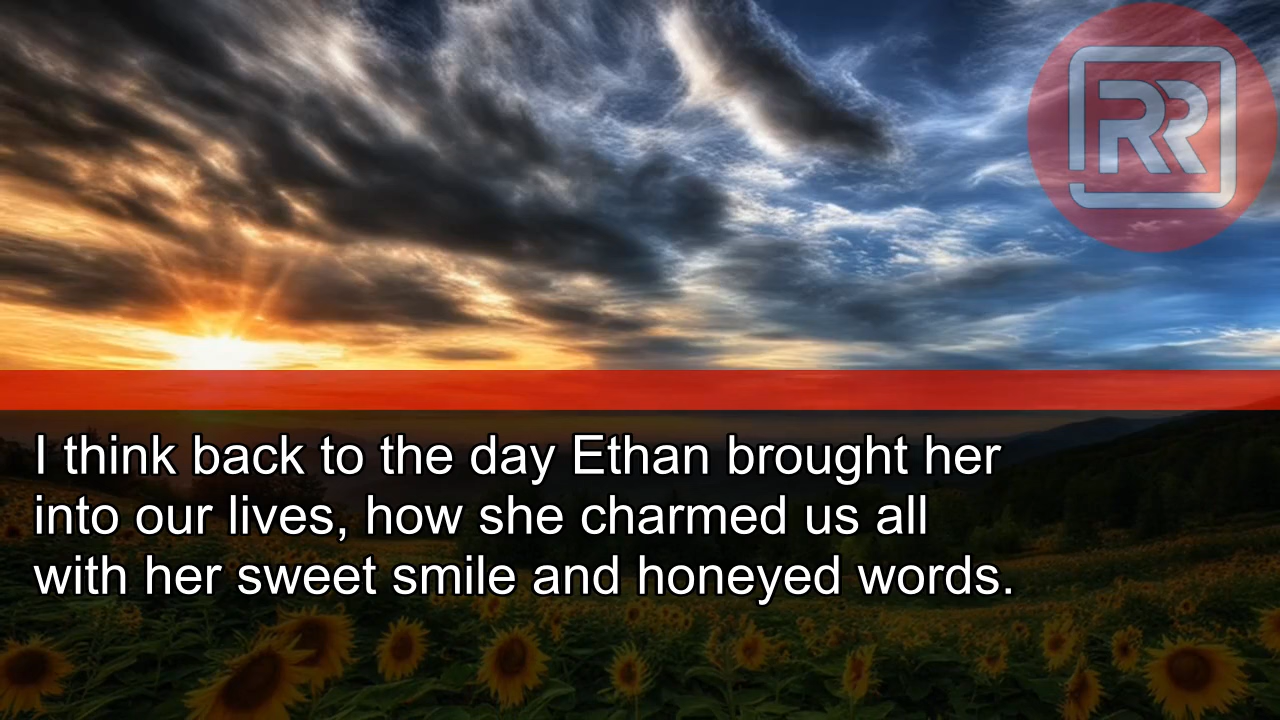 RR
I think back to the day Ethan brought her
into our lives, how she charmed us all
with her sweet smile and honeyed words.